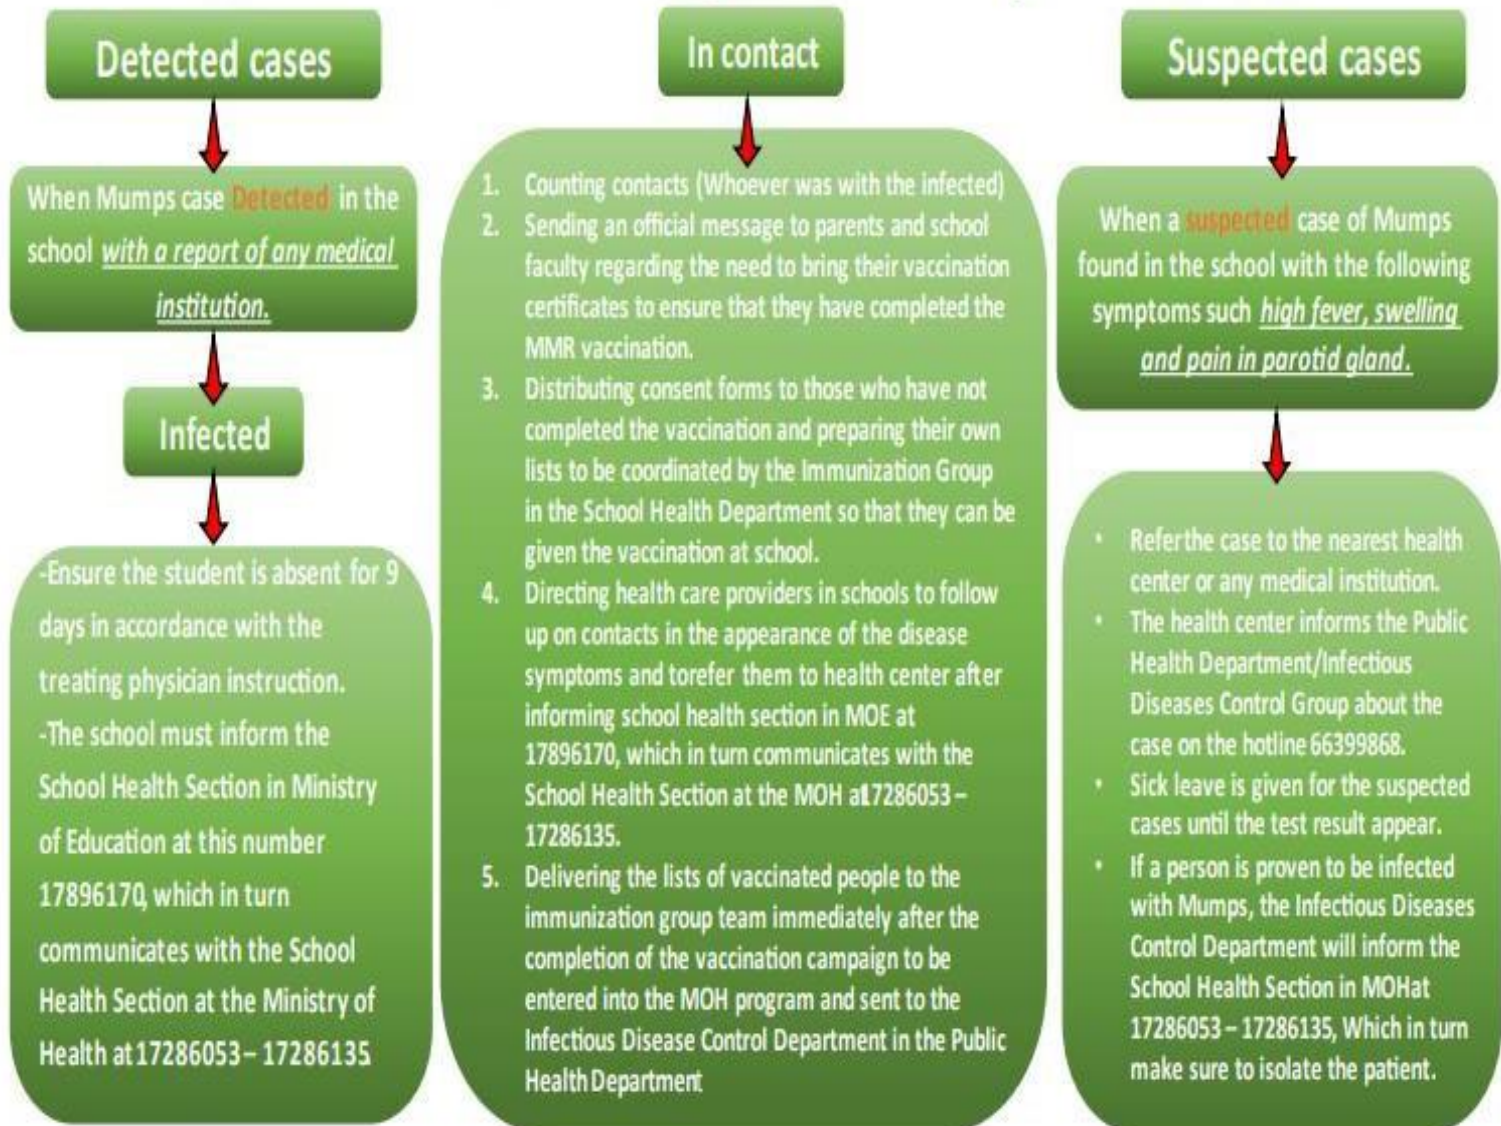 Detected cases
When Mumps case Detected in the
school with a report of any medical
institution.
Infected
-Ensure the student is absent for 9
days in accordance with the
treating physician instruction.
-The school must inform the
School Health Section in Ministry
of Education at this number
17896170, which in turn
communicates with the School
Health Section at the Ministry of
Health at 17286053 – 17286135
In contact
1. Counting contacts (Whoever was with the infected)
2. Sending an official message to parents and school
faculty regarding the need to bring their vaccination
certificates to ensure that they have completed the
MMR vaccination.
3. Distributing consent forms to those who have not
completed the vaccination and preparing their own
lists to be coordinated by the Immunization Group
in the School Health Department so that they can be
given the vaccination at school.
4. Directing health care providers in schools to follow
up on contacts in the appearance of the disease
symptoms and torefer them to health center after
informing school health section in MOE at
17896170, which in turn communicates with the
School Health Section at the MOH at17286053 –
17286135.
5. Delivering the lists of vaccinated people to the
immunization group team immediately after the
completion of the vaccination campaign to be
entered into the MOH program and sent to the
Infectious Disease Control Department in the Public
Health Department
Suspected cases
When a suspected case of Mumps
found in the school with the following
symptoms such high fever, swelling
and pain in parotid gland.
• Refer the case to the nearest health
center or any medical institution.
• The health center informs the Public
Health Department/Infectious
Diseases Control Group about the
case on the hotline 66399868.
• Sick leave is given for the suspected
cases until the test result appear.
• If a person is proven to be infected
with Mumps, the Infectious Diseases
Control Department will inform the
School Health Section in MOHat
17286053 – 17286135, Which in turn
make sure to isolate the patient.